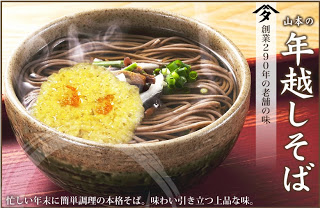 山本の
年越しそば
タ
創業290年の老舗の味
忙しい年末に簡単調理の本格そば。味わい引き立つ上品な味。